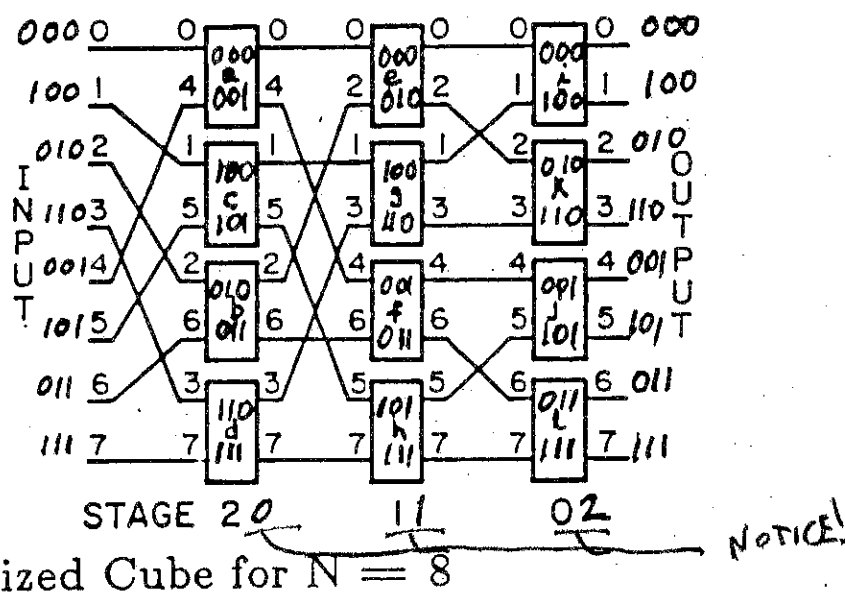 000 0 0 000 0 0 000 0 0 000 0 000
a e i
100 1 4 001 4 2 010 2 1 100 1 100
010 2 1 100 1 1 100 1 2 010 2 010
c g k
110 3 5 101 5 3 110 3 3 110 3 110
001 4 2 010 2 4 001 4 4 001 4 001
b f j
101 5 6 011 6 6 011 6 5 101 5 101
011 6 3 110 3 5 101 5 6 011 6 011
d h l
111 7 7 111 7 7 111 7 7 111 7 111
INPUT
OUTPUT
STAGE 2 0 1 1 0 2
NOTICE!
ized Cube for N = 8